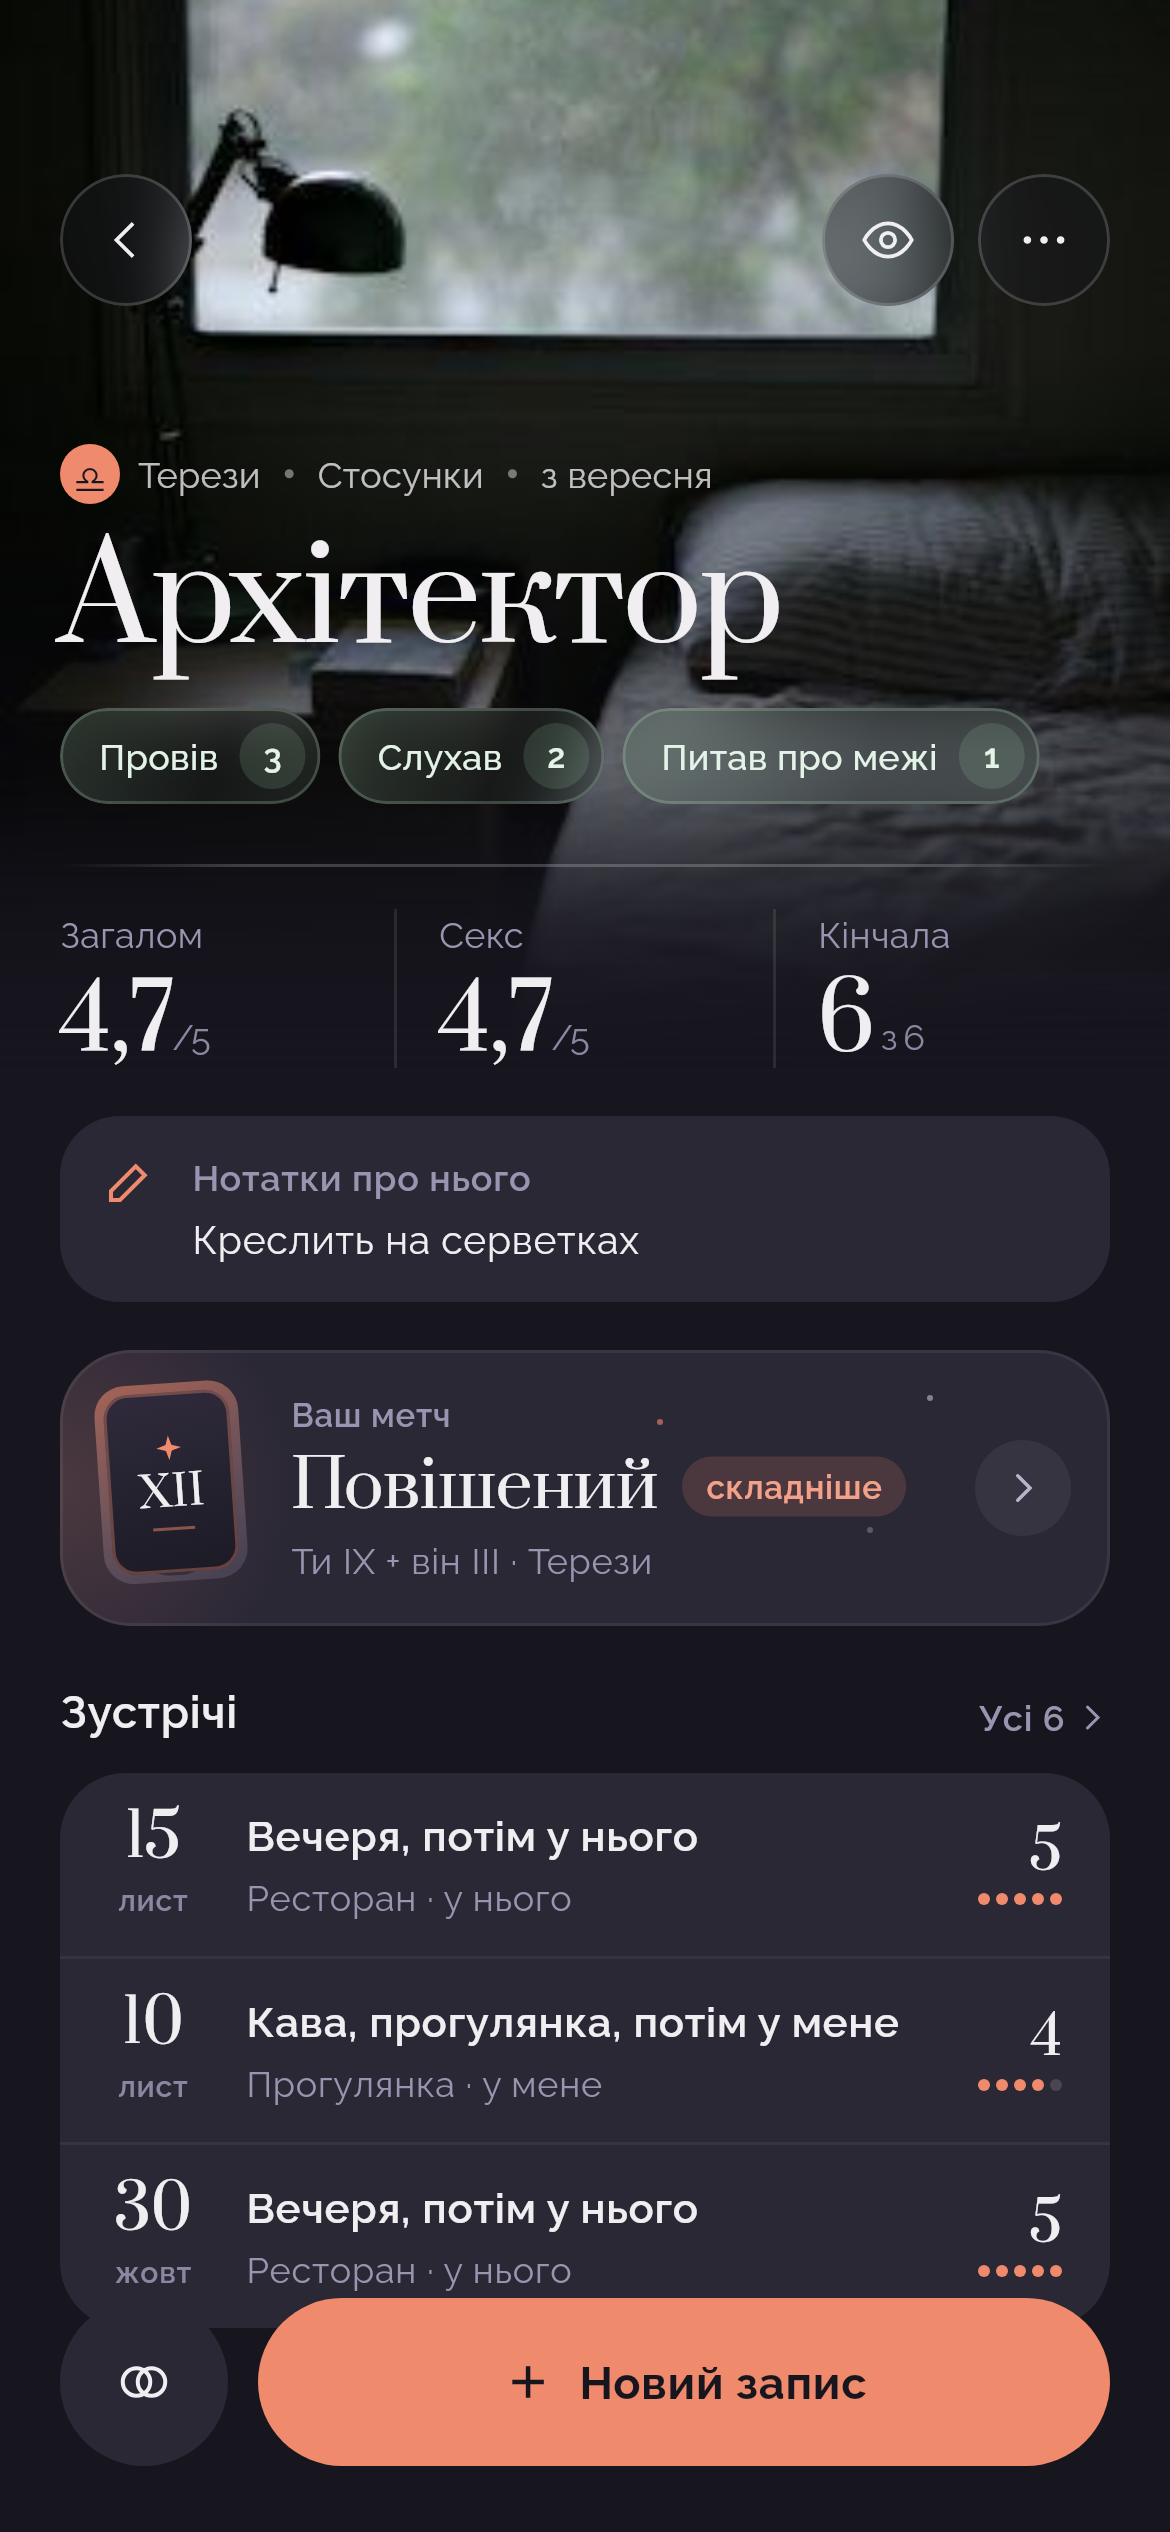 Терези • Стосунки • з вересня
Архітектор
Провів 3 Слухав 2 Питав про межі 1
Загалом Секс Кінчала
4,7/5 4,7/5 6 з 6
Нотатки про нього
Креслить на серветках
Ваш метч
XII
Повішений складніше
Ти IX + він III · Терези
Зустрічі Усі 6
15 Вечеря, потім у нього 5
лист Ресторан · у нього
10 Кава, прогулянка, потім у мене 4
лист Прогулянка · у мене
30 Вечеря, потім у нього 5
жовт Ресторан · у нього
+ Новий запис